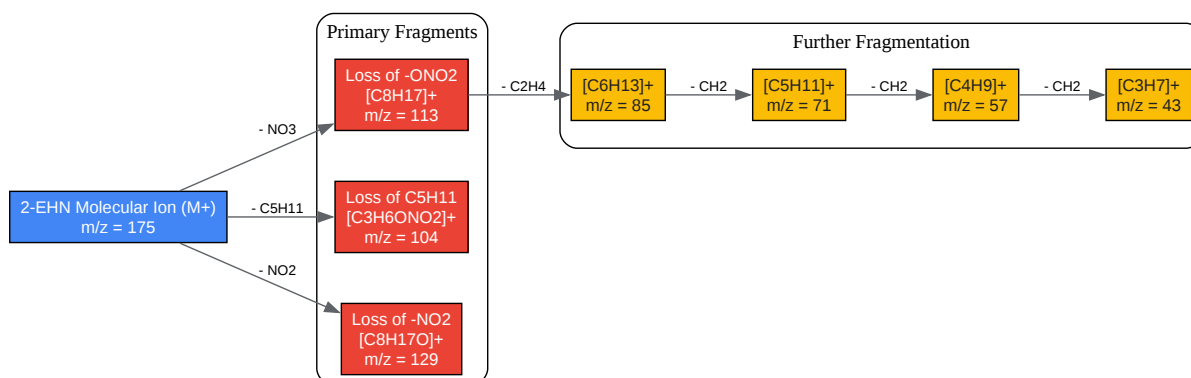 Primary Fragments
Further Fragmentation
Loss of -ONO2
[C8H17]+
m/z = 113
- C2H4
[C6H13]+
m/z = 85
- CH2
[C5H11]+
m/z = 71
- CH2
[C4H9]+
m/z = 57
- CH2
[C3H7]+
m/z = 43
- NO3
2-EHN Molecular Ion (M+)
m/z = 175
- C5H11
Loss of C5H11
[C3H6ONO2]+
m/z = 104
- NO2
Loss of -NO2
[C8H17O]+
m/z = 129